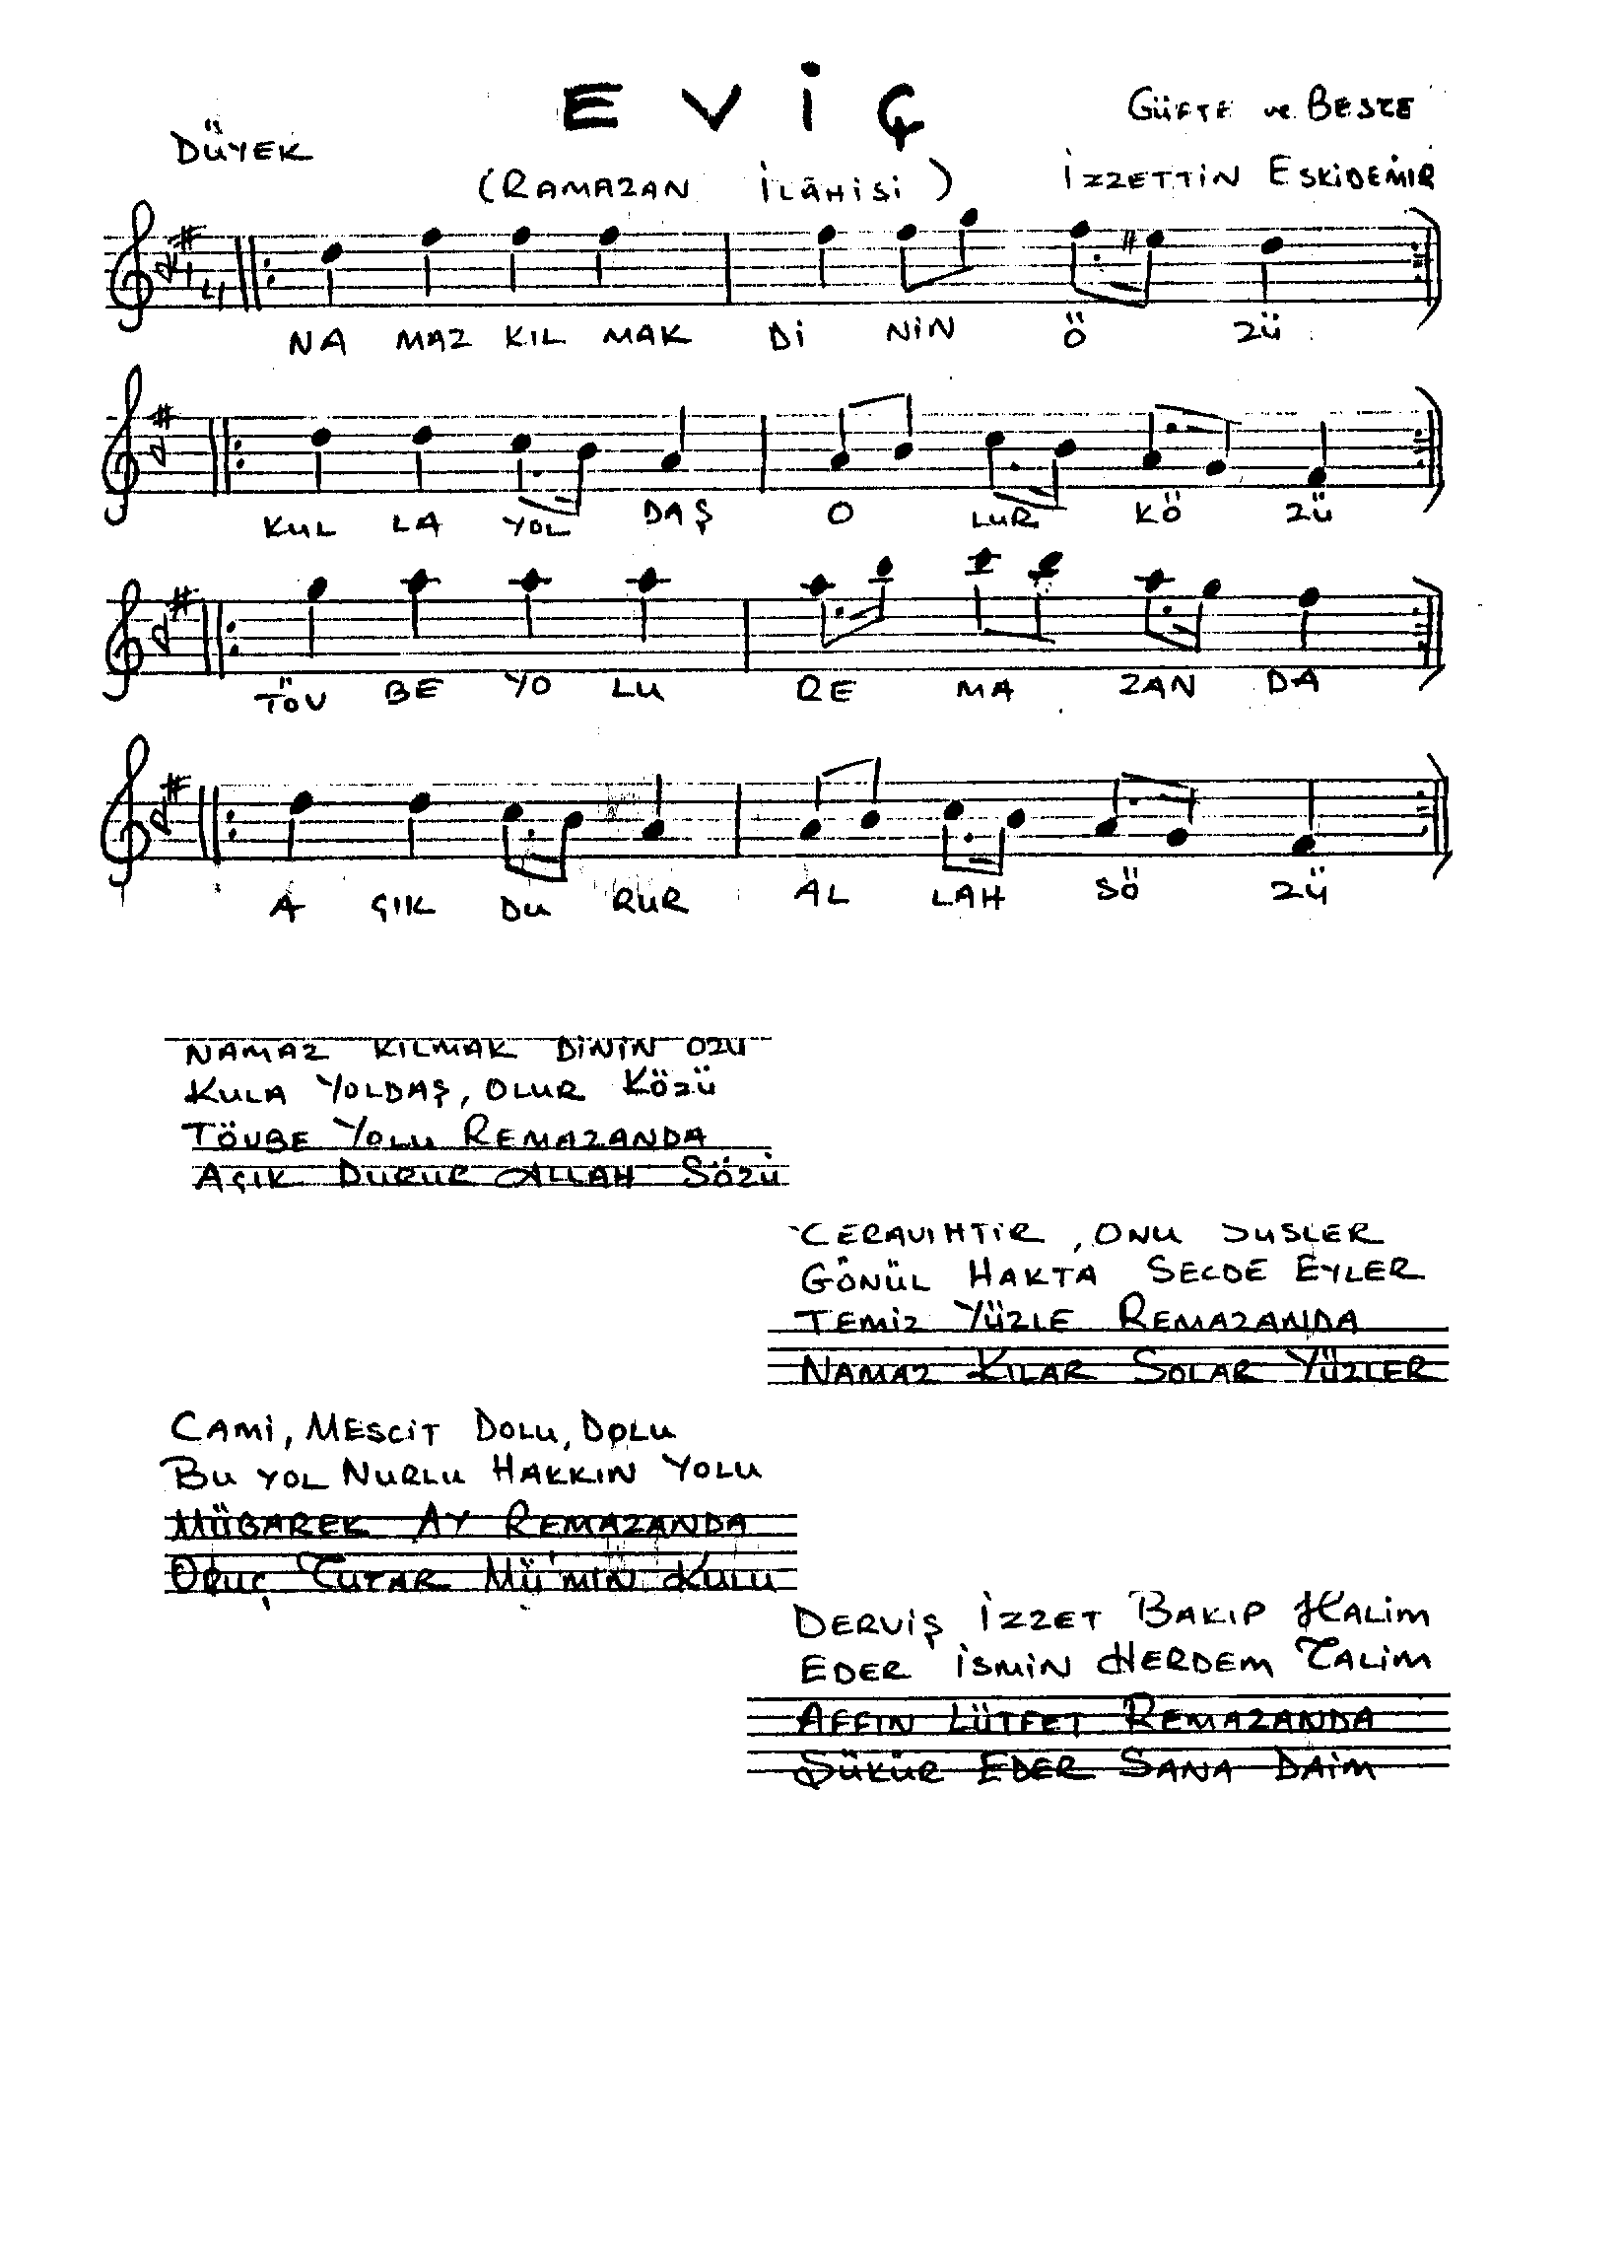 EVİÇ
GÜFTE ve BESTE
DÜYEK
(RAMAZAN İLÂHİSİ)
İZZETTİN ESKİDEMİR
NA MAZ KIL MAK Dİ NİN Ö ZÜ
KUL LA YOL DAŞ O LUR KÖ ZÜ
TÖV BE YO LU RE MA ZAN DA
A ÇIK DU RUR AL LAH SÖ ZÜ
NAMAZ KILMAK DİNİN ÖZÜ
KULA YOLDAŞ, OLUR KÖZÜ
TÖVBE YOLU REMAZANDA
AÇIK DURUR ALLAH SÖZÜ
TERAVIHTİR, ONU SÜSLER
GÖNÜL HAKTA SECDE EYLER
TEMİZ YÜZLE REMAZANDA
NAMAZ KILAR SOLAR YÜZLER
CAMİ, MESCİT DOLU, DOLU
BU YOL NURLU HAKKIN YOLU
MÜBAREK AY REMAZANDA
ORUÇ TUTAR MÜ'MİN KULU
DERVİŞ İZZET BAKIP HALİM
EDER İSMİN HERDEM TALİM
AFFIN LÜTFET REMAZANDA
ŞÜKÜR EDER SANA DAİM